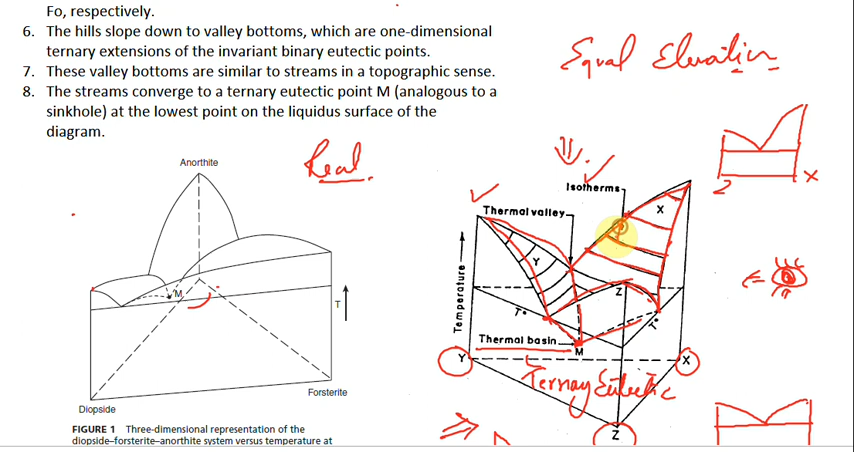 Fo, respectively.
6. The hills slope down to valley bottoms, which are one-dimensional
ternary extensions of the invariant binary eutectic points.
7. These valley bottoms are similar to streams in a topographic sense.
8. The streams converge to a ternary eutectic point M (analogous to a
sinkhole) at the lowest point on the liquidus surface of the
diagram.
Equal Elevation
Real.
Anorthite
M
T
Forsterite
Diopside
FIGURE 1 Three-dimensional representation of the
diopside–forsterite–anorthite system versus temperature at
Isotherms
Thermal valley
X
Y
Z
Temperature
T°
T°
Thermal basin
M
Y
X
Ternay Eutectic
Z
Z
X